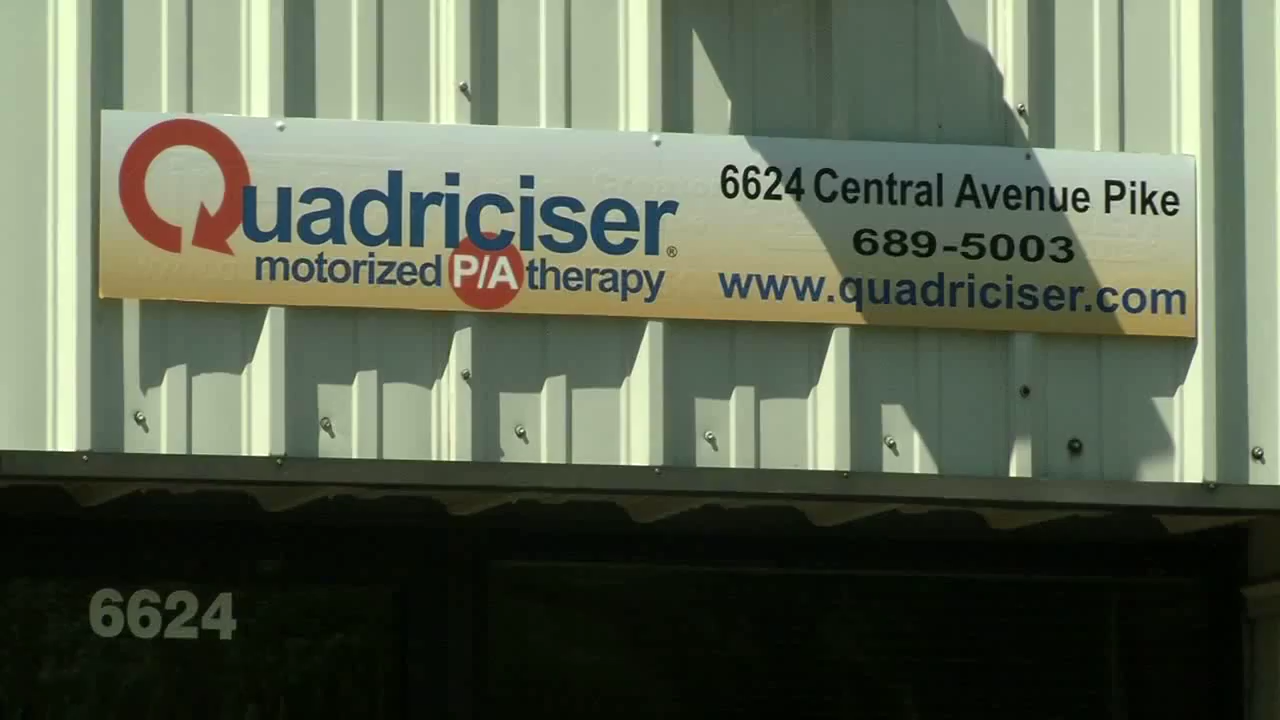 Quadriciser®
motorized P/A therapy
6624 Central Avenue Pike
689-5003
www.quadriciser.com
6624